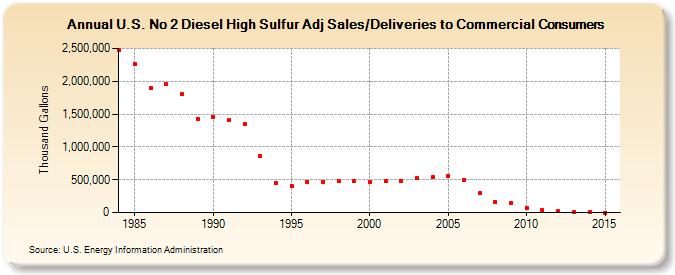 Annual U.S. No 2 Diesel High Sulfur Adj Sales/Deliveries to Commercial Consumers
Thousand Gallons
2,500,000
2,000,000
1,500,000
1,000,000
500,000
0
1985 1990 1995 2000 2005 2010 2015
Source: U.S. Energy Information Administration